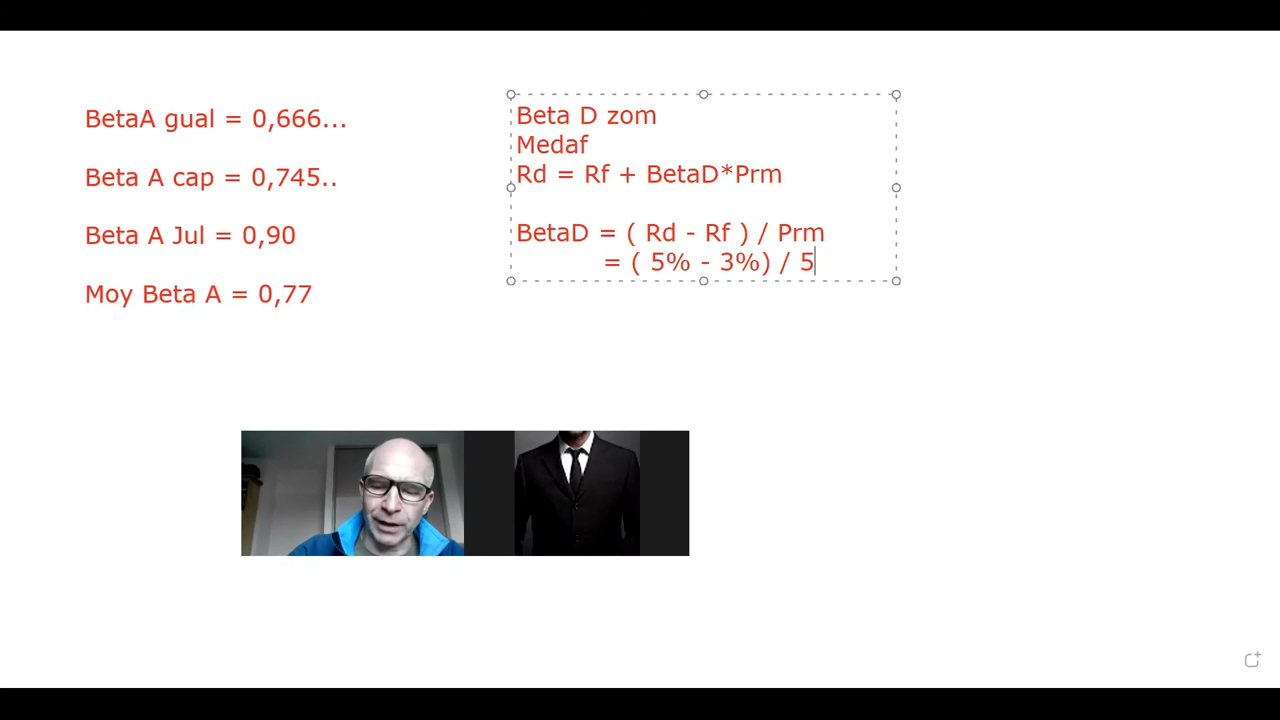 BetaA gual = 0,666...
Beta A cap = 0,745..
Beta A Jul = 0,90
Moy Beta A = 0,77
Beta D zom
Medaf
Rd = Rf + BetaD*Prm
BetaD = ( Rd - Rf ) / Prm
= ( 5% - 3%) / 5